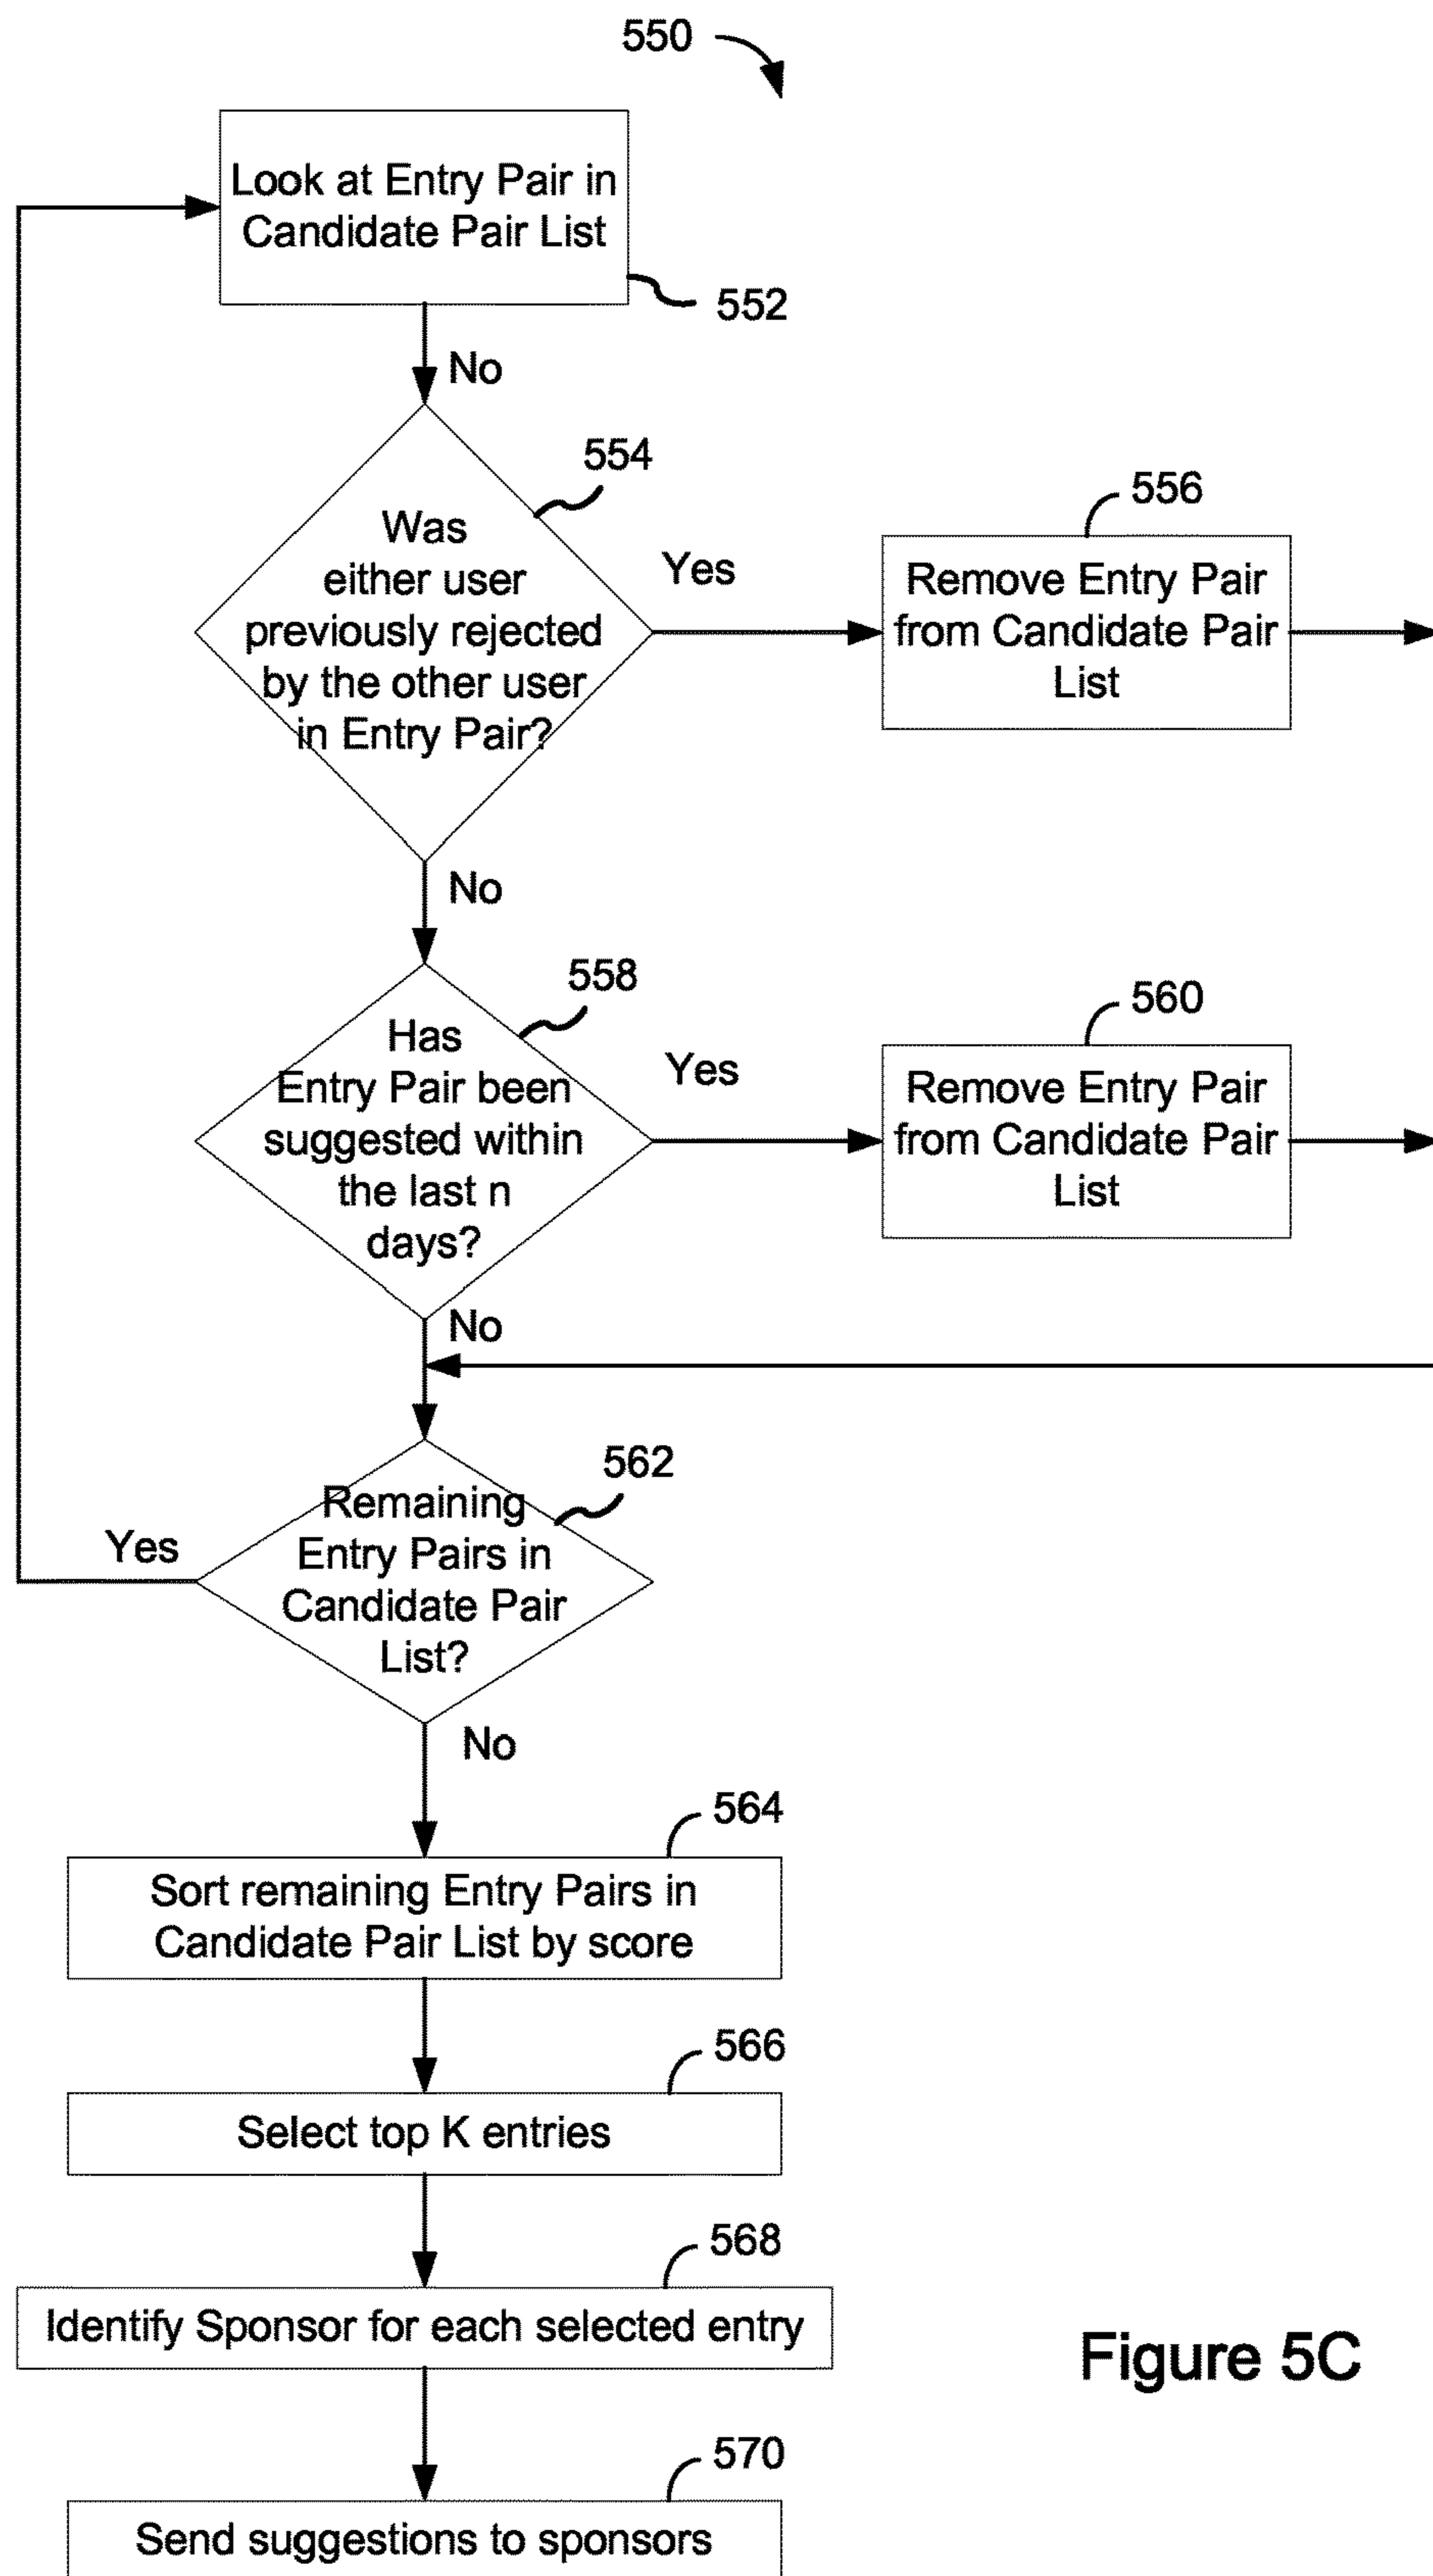 550
Look at Entry Pair in
Candidate Pair List
552
No
554
Was
either user
previously rejected
by the other user
in Entry Pair?
Yes
556
Remove Entry Pair
from Candidate Pair
List
No
558
Has
Entry Pair been
suggested within
the last n
days?
Yes
560
Remove Entry Pair
from Candidate Pair
List
No
562
Remaining
Entry Pairs in
Candidate Pair
List?
Yes
No
564
Sort remaining Entry Pairs in
Candidate Pair List by score
566
Select top K entries
568
Identify Sponsor for each selected entry
Figure 5C
570
Send suggestions to sponsors